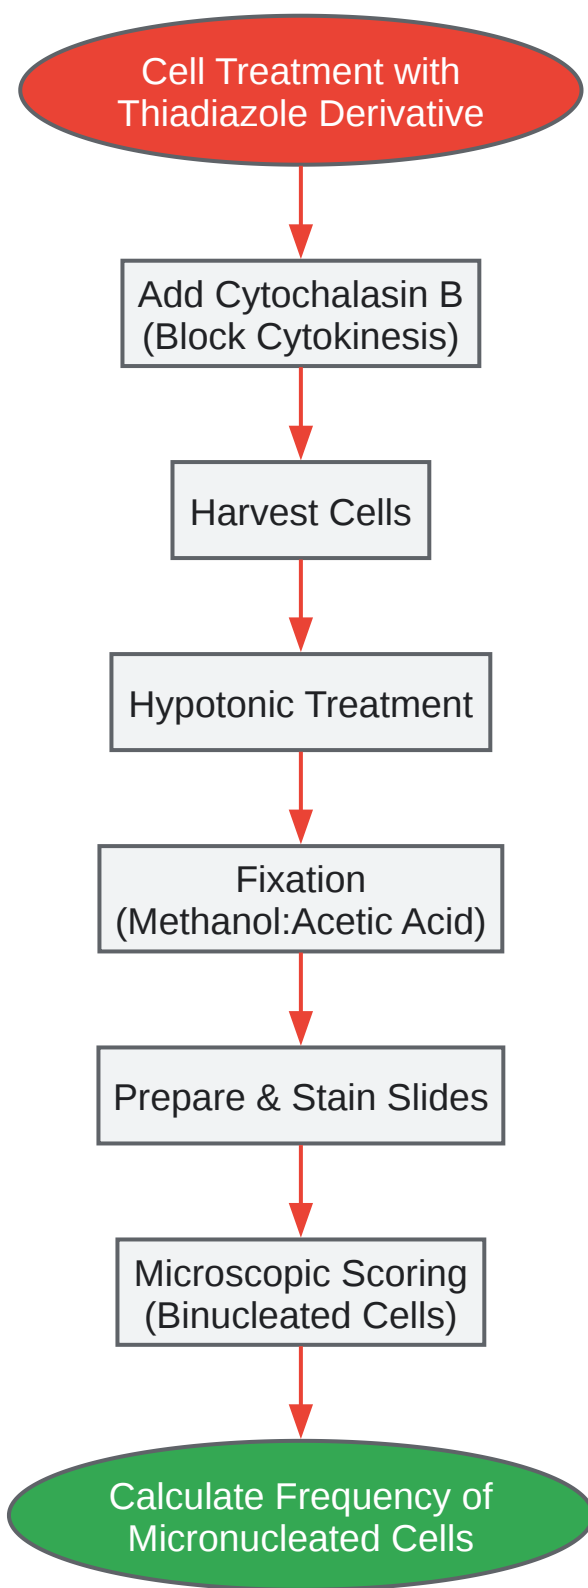 Cell Treatment with
Thiadiazole Derivative
Add Cytochalasin B
(Block Cytokinesis)
Harvest Cells
Hypotonic Treatment
Fixation
(Methanol:Acetic Acid)
Prepare & Stain Slides
Microscopic Scoring
(Binucleated Cells)
Calculate Frequency of
Micronucleated Cells